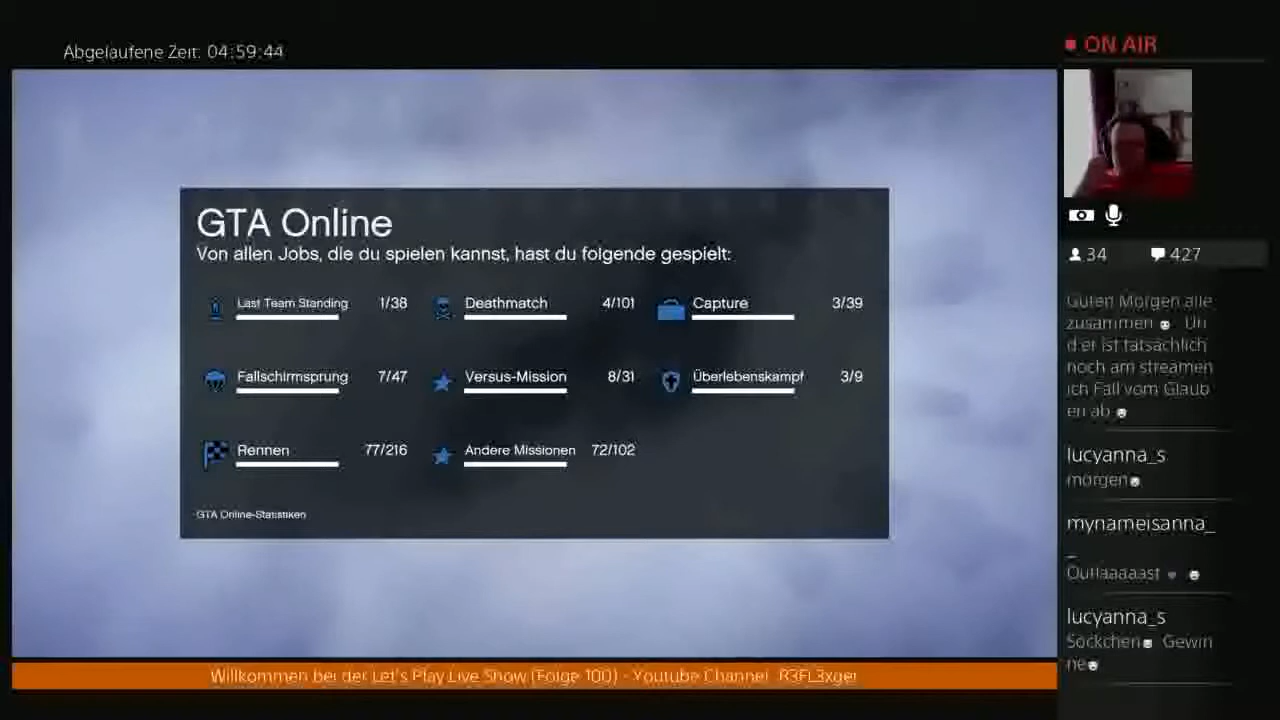 Abgelaufene Zeit: 04:59:44
ON AIR
GTA Online
Von allen Jobs, die du spielen kannst, hast du folgende gespielt:
Last Team Standing 1/38 Deathmatch 4/101 Capture 3/39
Fallschirmsprung 7/47 Versus-Mission 8/31 Überlebenskampf 3/9
Rennen 77/216 Andere Missionen 72/102
GTA Online-Statistiken
34 427
Guten Morgen alle
zusammen Un
d er ist tatsächlich
noch am streamen
ich Fall vom Glaub
en ab
lucyanna_s
morgen
mynameisanna_
_
lucyanna_s
Söckchen Gewin
ne
Willkommen bei der Let's Play Live Show (Folge 100) - Youtube Channel: R3FL3xger